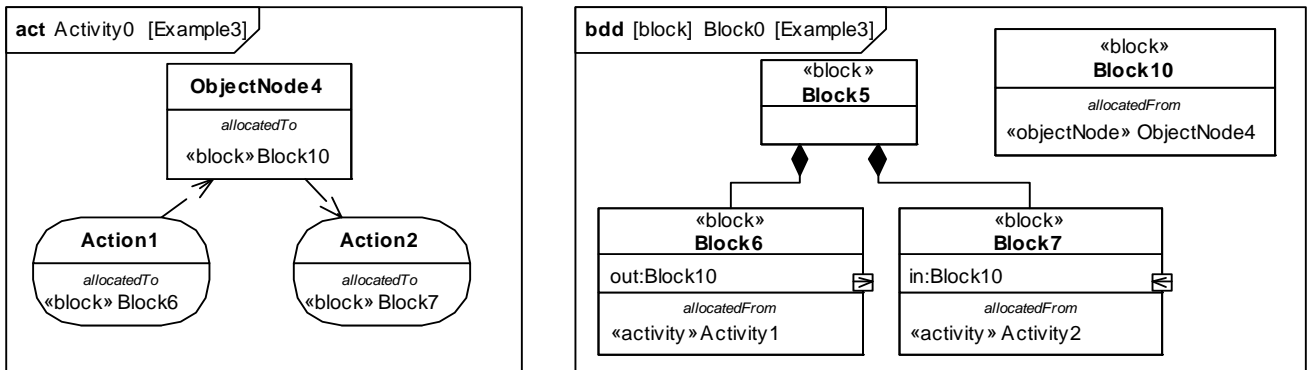 act Activity0 [Example3]
ObjectNode4
allocatedTo
«block» Block10
Action1
allocatedTo
«block» Block6
Action2
allocatedTo
«block» Block7
bdd [block] Block0 [Example3]
«block»
Block5
«block»
Block10
allocatedFrom
«objectNode» ObjectNode4
«block»
Block6
out:Block10
allocatedFrom
«activity» Activity1
«block»
Block7
in:Block10
allocatedFrom
«activity» Activity2